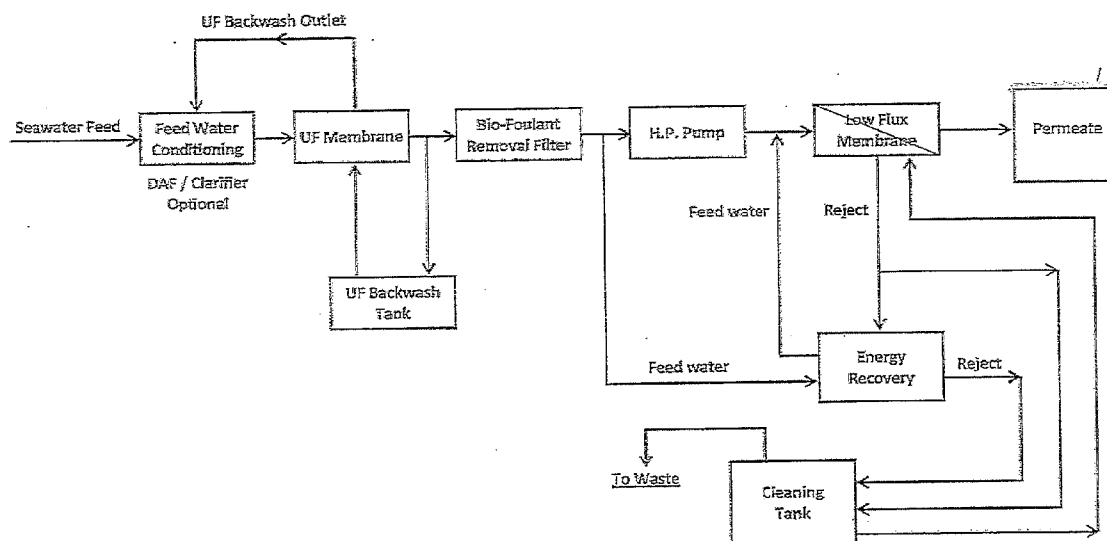 UF Backwash Outlet
Seawater Feed
Feed Water
Conditioning
DAF / Clarifier
Optional
UF Membrane
Bio-Foulant
Removal Filter
H.P. Pump
Low Flux
Membrane
Permeate
Feed water
Reject
UF Backwash
Tank
Feed water
Energy
Recovery
Reject
To Waste
Cleaning
Tank